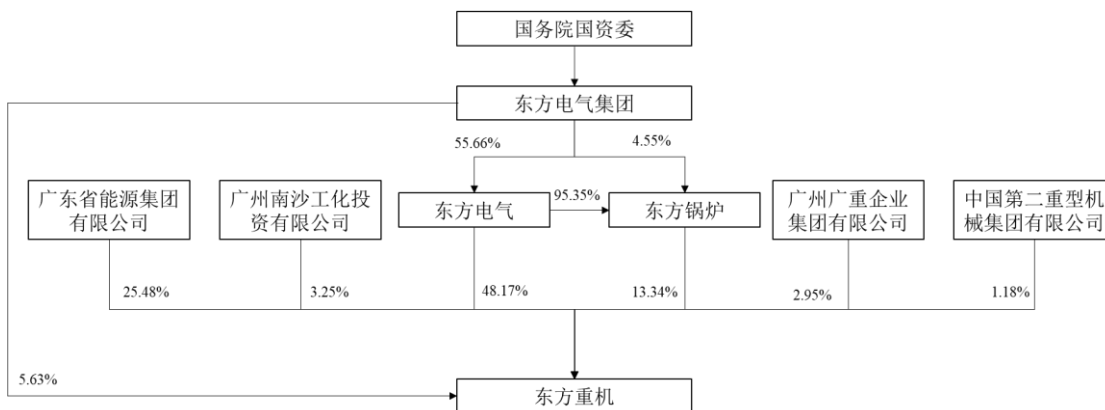 国务院国资委
东方电气集团
55.66%
4.55%
广东省能源集团
有限公司
广州南沙工化投
资有限公司
东方电气
95.35%
东方锅炉
广州广重企业
集团有限公司
中国第二重型机
械集团有限公司
25.48%
3.25%
48.17%
13.34%
2.95%
1.18%
5.63%
东方重机